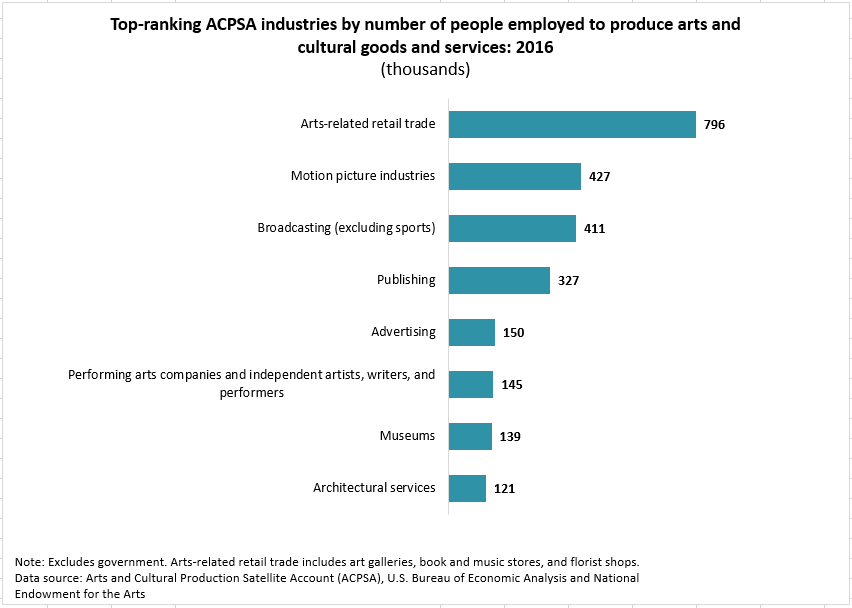 Top-ranking ACPSA industries by number of people employed to produce arts and
cultural goods and services: 2016
(thousands)
Arts-related retail trade 796
Motion picture industries 427
Broadcasting (excluding sports) 411
Publishing 327
Advertising 150
Performing arts companies and independent artists, writers, and
performers 145
Museums 139
Architectural services 121
Note: Excludes government. Arts-related retail trade includes art galleries, book and music stores, and florist shops.
Data source: Arts and Cultural Production Satellite Account (ACPSA), U.S. Bureau of Economic Analysis and National
Endowment for the Arts